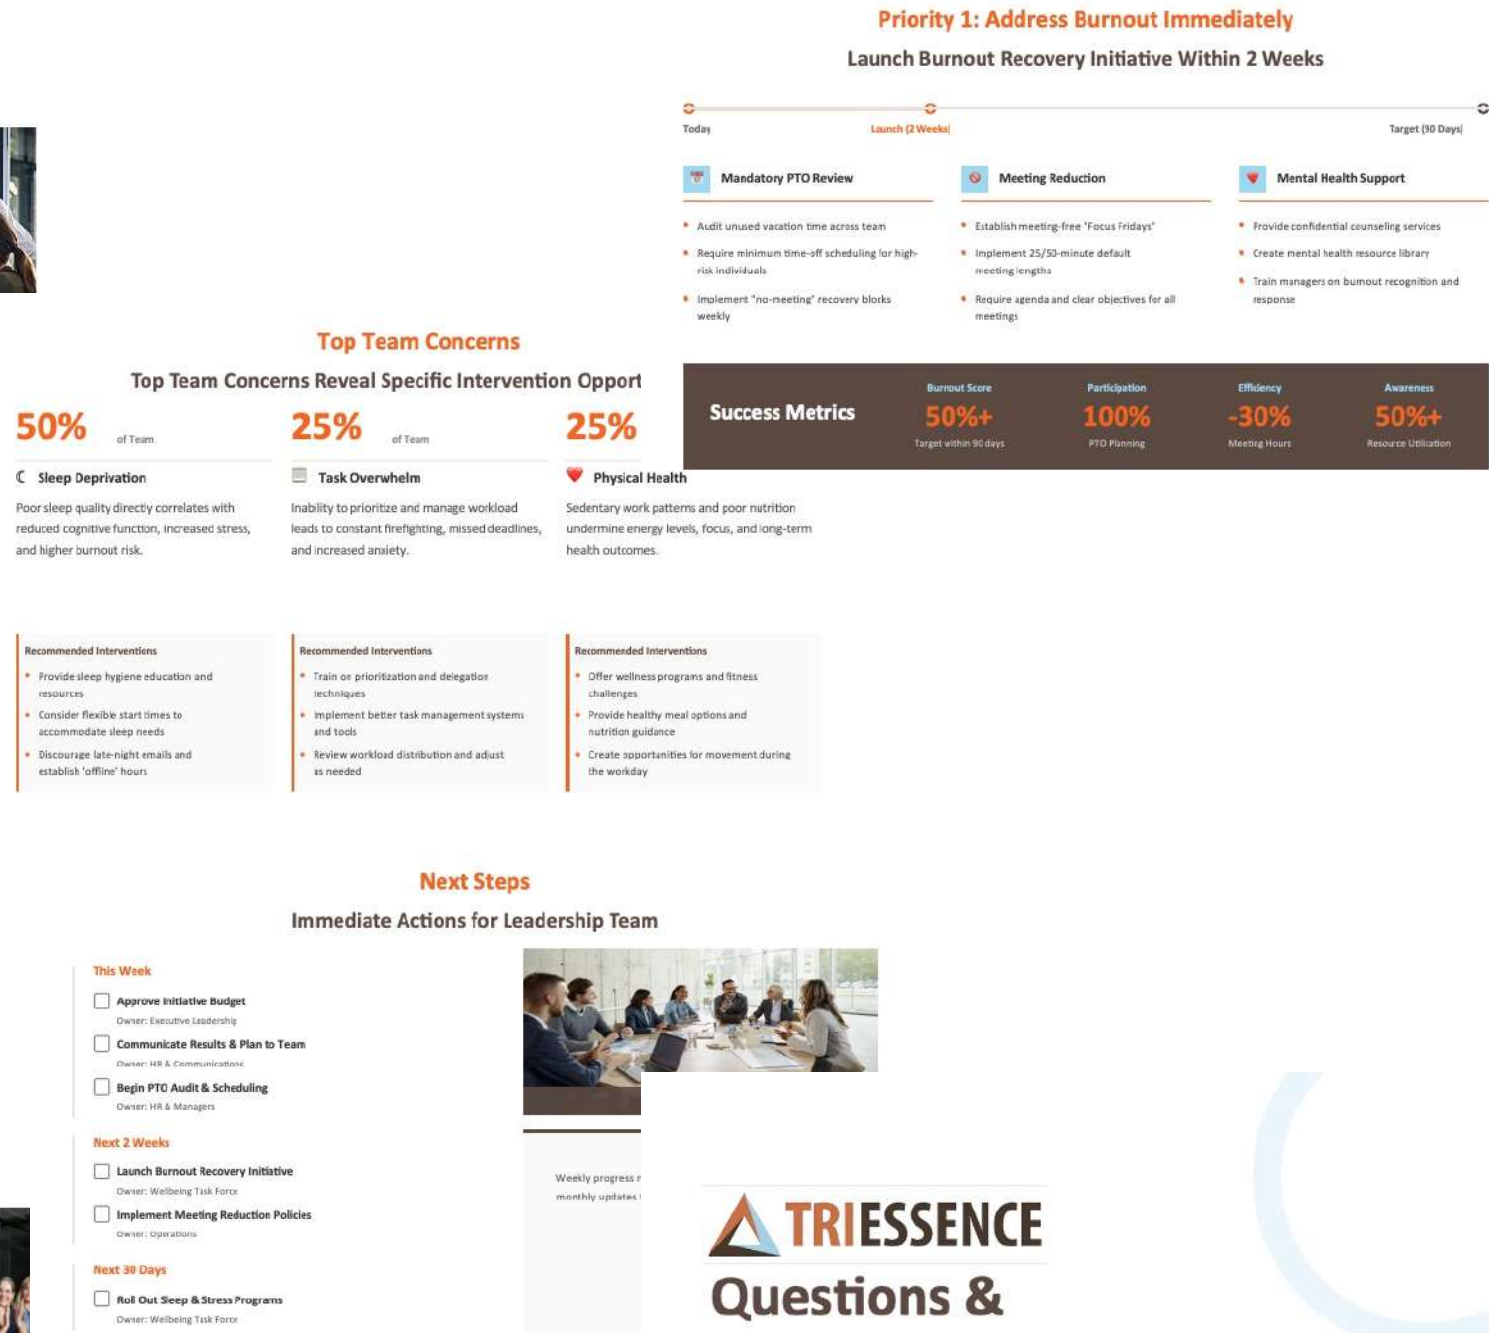 Priority 1: Address Burnout Immediately
Launch Burnout Recovery Initiative Within 2 Weeks
Today
Launch (2 Weeks)
Target (90 Days)
Mandatory PTO Review
Audit unused vacation time across team
Require minimum time-off scheduling for high-
risk individuals
Implement "no-meeting" recovery blocks
weekly
Meeting Reduction
Establish meeting-free "Focus Fridays"
Implement 25/50-minute default
meeting lengths
Require agenda and clear objectives for all
meetings
Mental Health Support
Provide confidential counseling services
Create mental health resource library
Train managers on burnout recognition and
response
Success Metrics
Burnout Score
50%+
Target within 90 days
Participation
100%
PTO Planning
Efficiency
-30%
Meeting Hours
Awareness
50%+
Resource Utilization
Top Team Concerns
Top Team Concerns Reveal Specific Intervention Opport
50%
of Team
Sleep Deprivation
Poor sleep quality directly correlates with
reduced cognitive function, increased stress,
and higher burnout risk.
25%
of Team
Task Overwhelm
Inability to prioritize and manage workload
leads to constant firefighting, missed deadlines,
and increased anxiety.
25%
Physical Health
Sedentary work patterns and poor nutrition
undermine energy levels, focus, and long-term
health outcomes.
Recommended Interventions
Provide sleep hygiene education and
resources
Consider flexible start times to
accommodate sleep needs
Discourage late-night emails and
establish 'offline' hours
Recommended Interventions
Train on prioritization and delegation
techniques
Implement better task management systems
and tools
Review workload distribution and adjust
as needed
Recommended Interventions
Offer wellness programs and fitness
challenges
Provide healthy meal options and
nutrition guidance
Create opportunities for movement during
the workday
Next Steps
Immediate Actions for Leadership Team
This Week
Approve Initiative Budget
Owner: Executive Leadership
Communicate Results & Plan to Team
Owner: HR & Communications
Begin PTO Audit & Scheduling
Owner: HR & Managers
Next 2 Weeks
Launch Burnout Recovery Initiative
Owner: Wellbeing Task Force
Implement Meeting Reduction Policies
Owner: Operations
Next 30 Days
Roll Out Sleep & Stress Programs
Owner: Wellbeing Task Force
Weekly progress
monthly updates
TRIESSENCE
Questions &